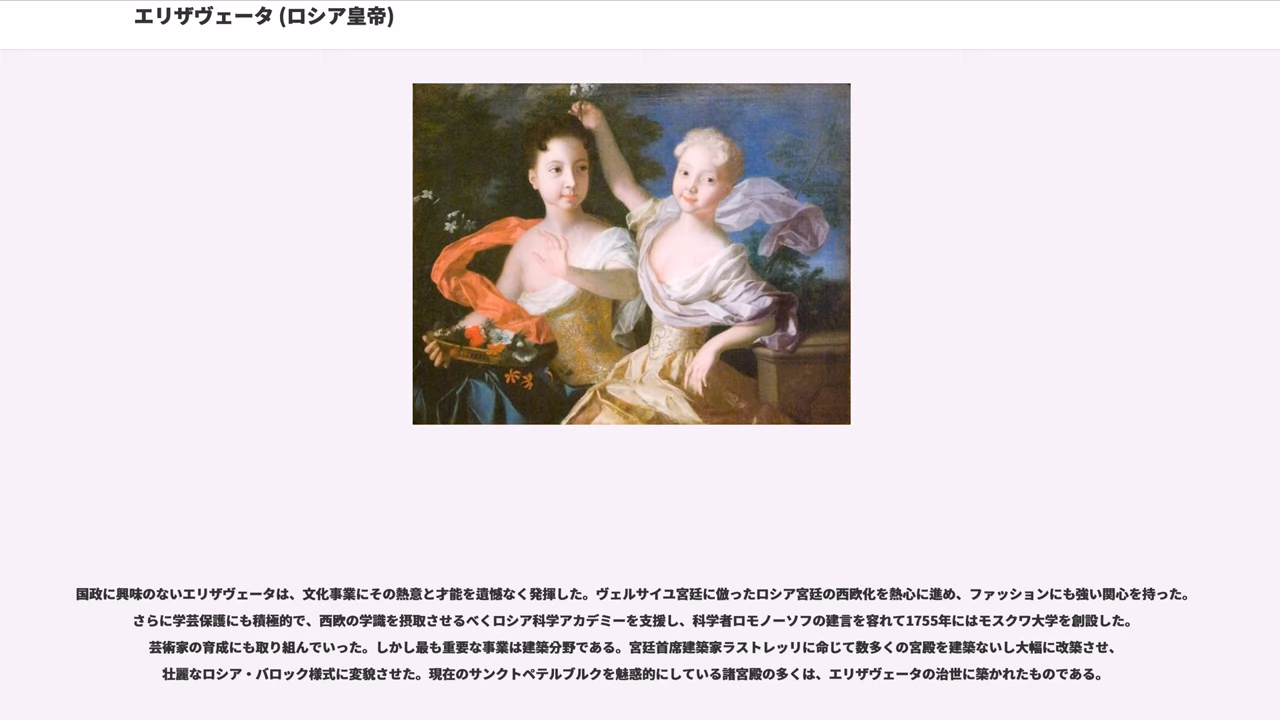 エリザヴェータ (ロシア皇帝)
国政に興味のないエリザヴェータは、文化事業にその熱意と才能を遺憾なく発揮した。ヴェルサイユ宮廷に倣ったロシア宮廷の西欧化を熱心に進め、ファッションにも強い関心を持った。
さらに学芸保護にも積極的で、西欧の学識を摂取させるべくロシア科学アカデミーを支援し、科学者ロモノーソフの建言を容れて1755年にはモスクワ大学を創設した。
芸術家の育成にも取り組んでいった。しかし最も重要な事業は建築分野である。宮廷首席建築家ラストレッリに命じて数多くの宮殿を建築ないし大幅に改築させ、
壮麗なロシア・バロック様式に変貌させた。現在のサンクトペテルブルクを魅惑的にしている諸宮殿の多くは、エリザヴェータの治世に築かれたものである。